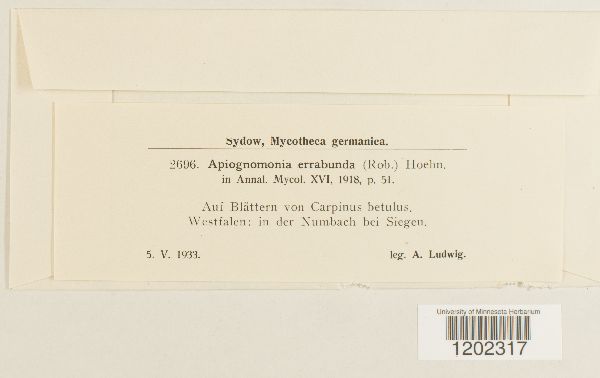 Sydow, Mycotheca germanica.
2696. Apiognomonia errabunda (Rob.) Hoehn.
in Annal. Mycol. XVI, 1918, p. 51.
Auf Blättern von Carpinus betulus.
Westfalen: in der Numbach bei Siegen.
5. V. 1933. leg. A. Ludwig.
University of Minnesota Herbarium
1202317